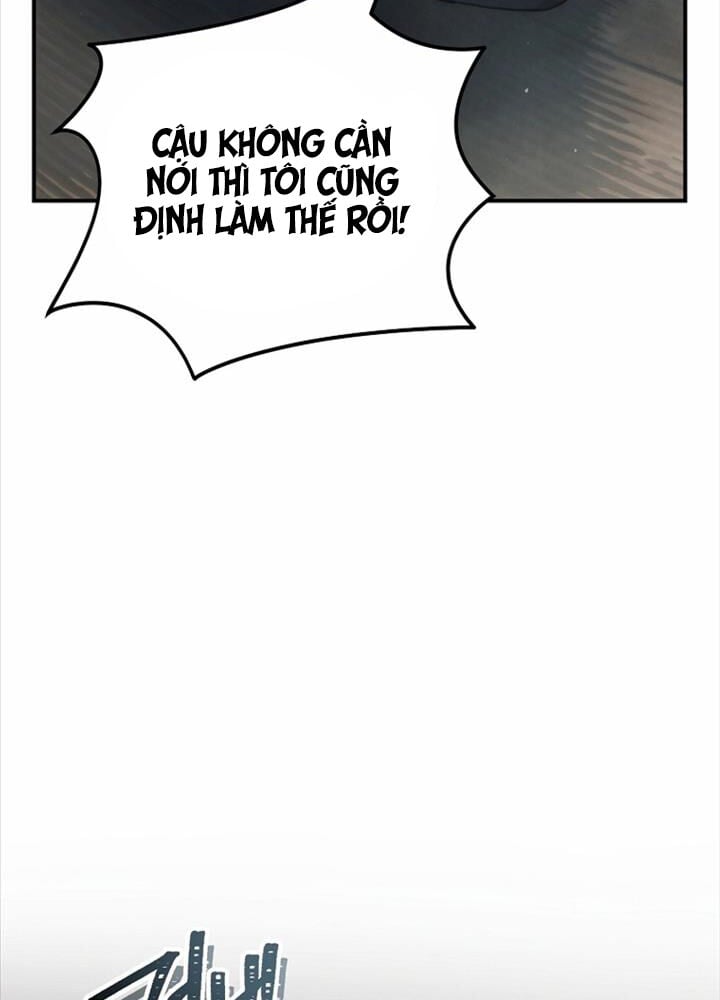 CẬU KHÔNG CẦN
NÓI THÌ TÔI CŨNG
ĐỊNH LÀM THẾ RỒI!